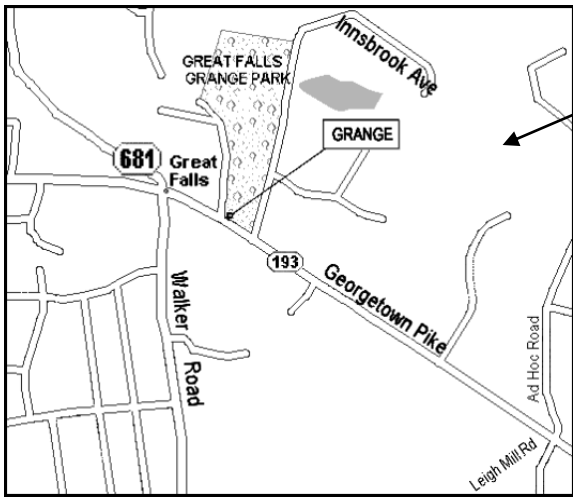 Innsbrook Ave
GREAT FALLS
GRANGE PARK
GRANGE
681
Great
Falls
193
Georgetown Pike
Walker
Road
Ad Hoc Road
Leigh Mill Rd